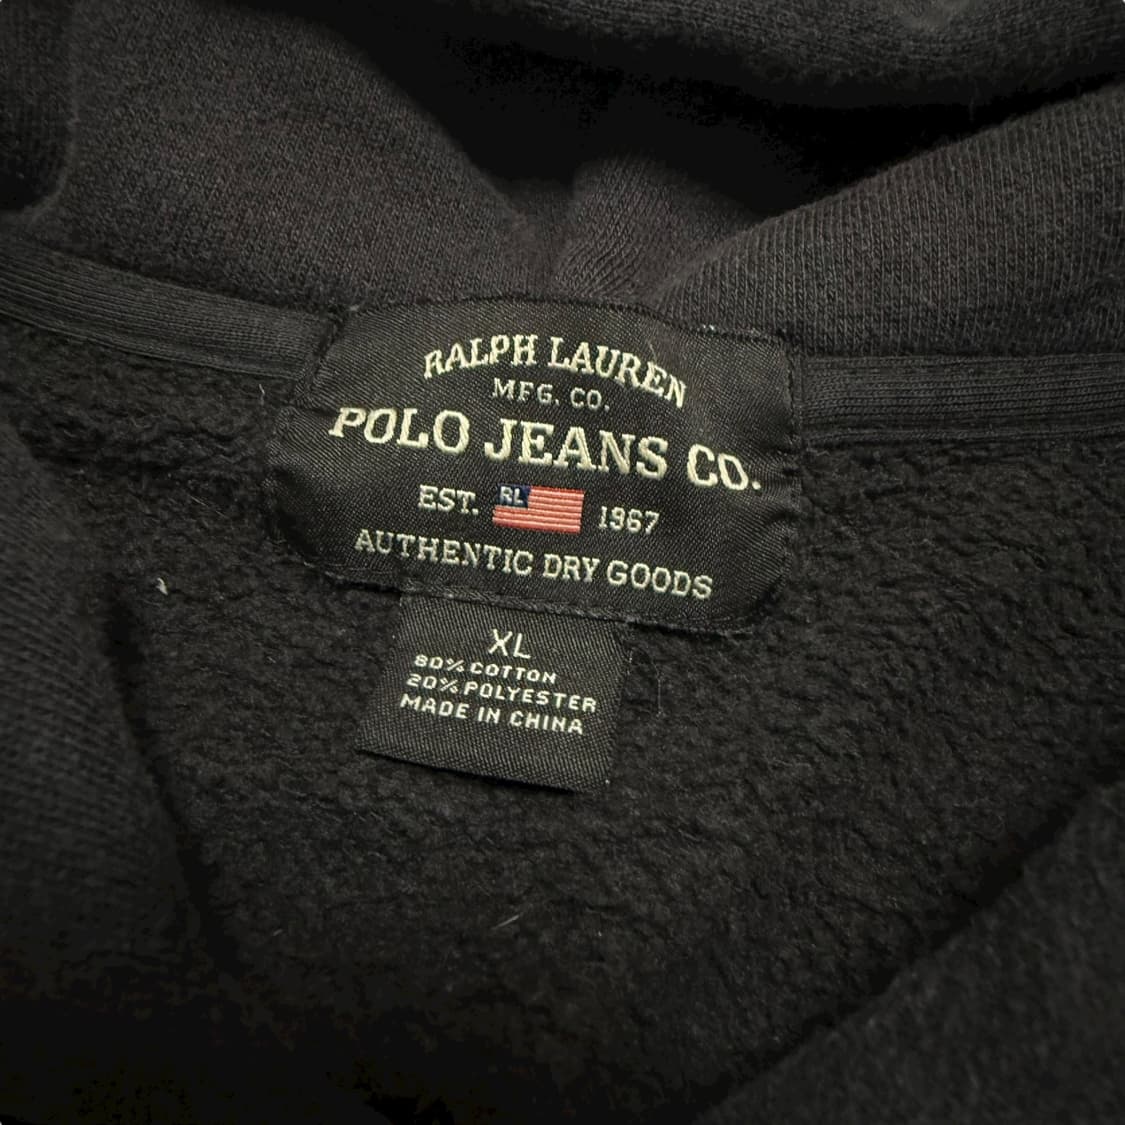 RALPH LAUREN
MFG. CO.
POLO JEANS CO.
EST. RL 1967
AUTHENTIC DRY GOODS
XL
80% COTTON
20% POLYESTER
MADE IN CHINA